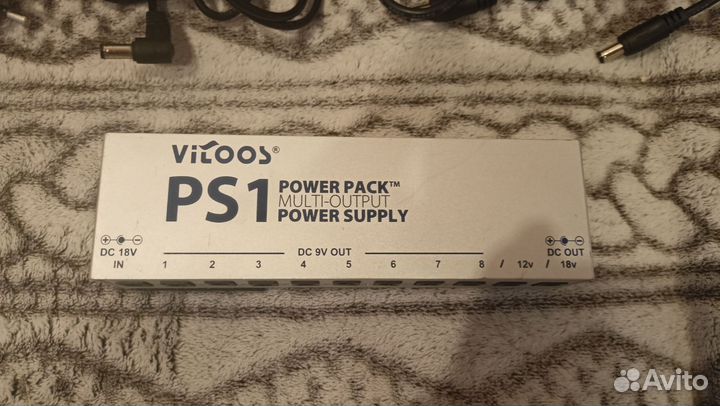 VITOOS®
PS1 POWER PACK™
MULTI-OUTPUT
POWER SUPPLY
DC 18V DC 9V OUT DC OUT
IN 1 2 3 4 5 6 7 8 / 12v / 18v
Avito